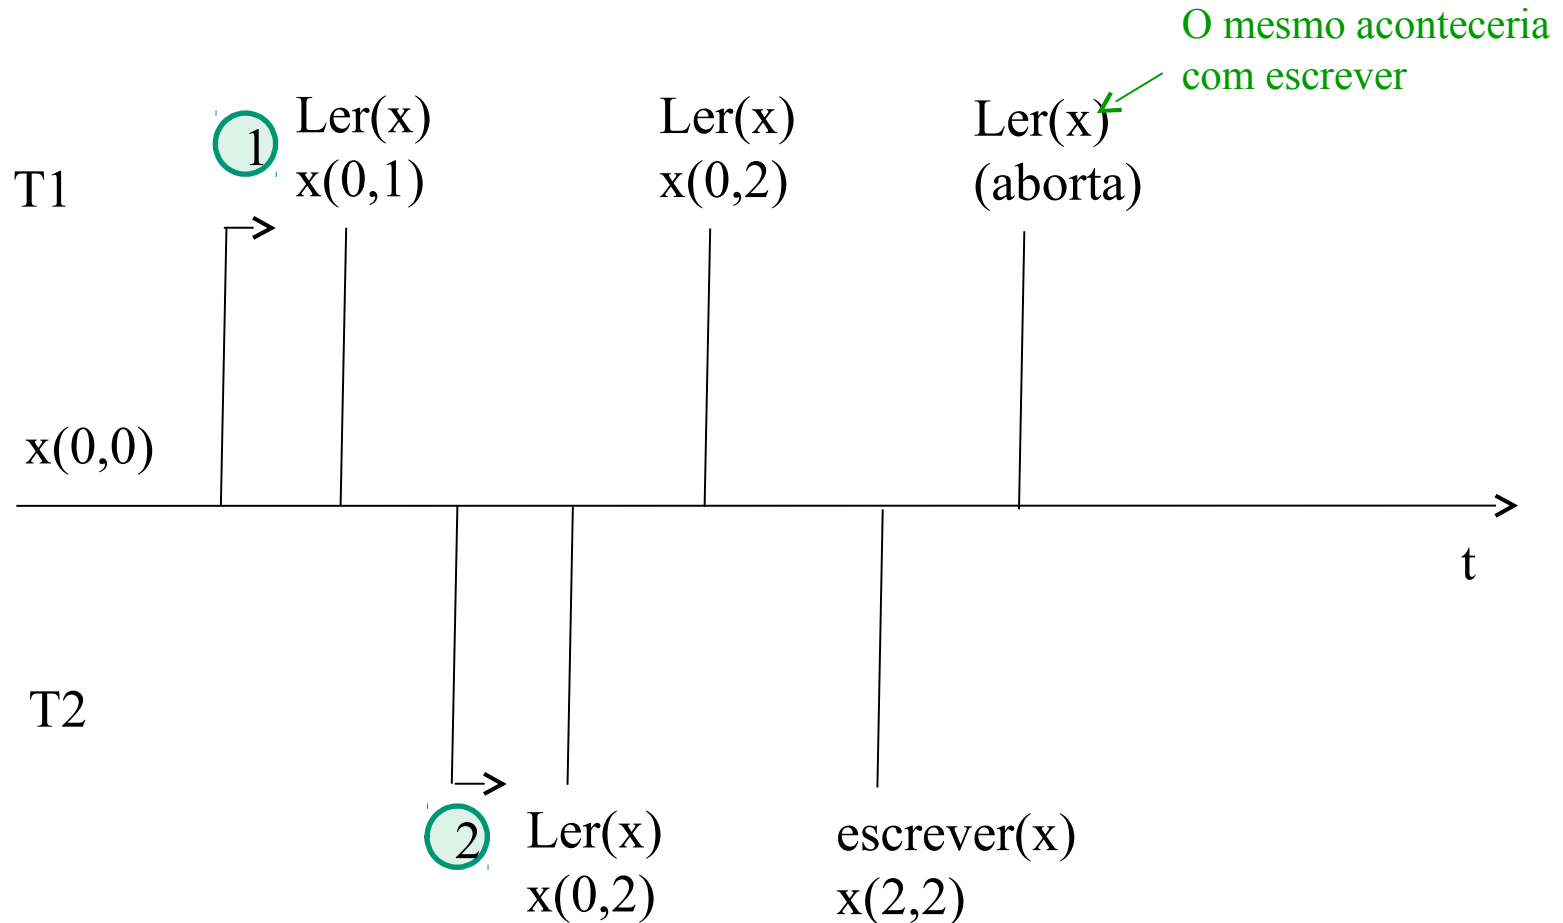 O mesmo aconteceria
com escrever
1
Ler(x)
x(0,1)
Ler(x)
x(0,2)
Ler(x)
(aborta)
T1
x(0,0)
t
T2
2
Ler(x)
x(0,2)
escrever(x)
x(2,2)